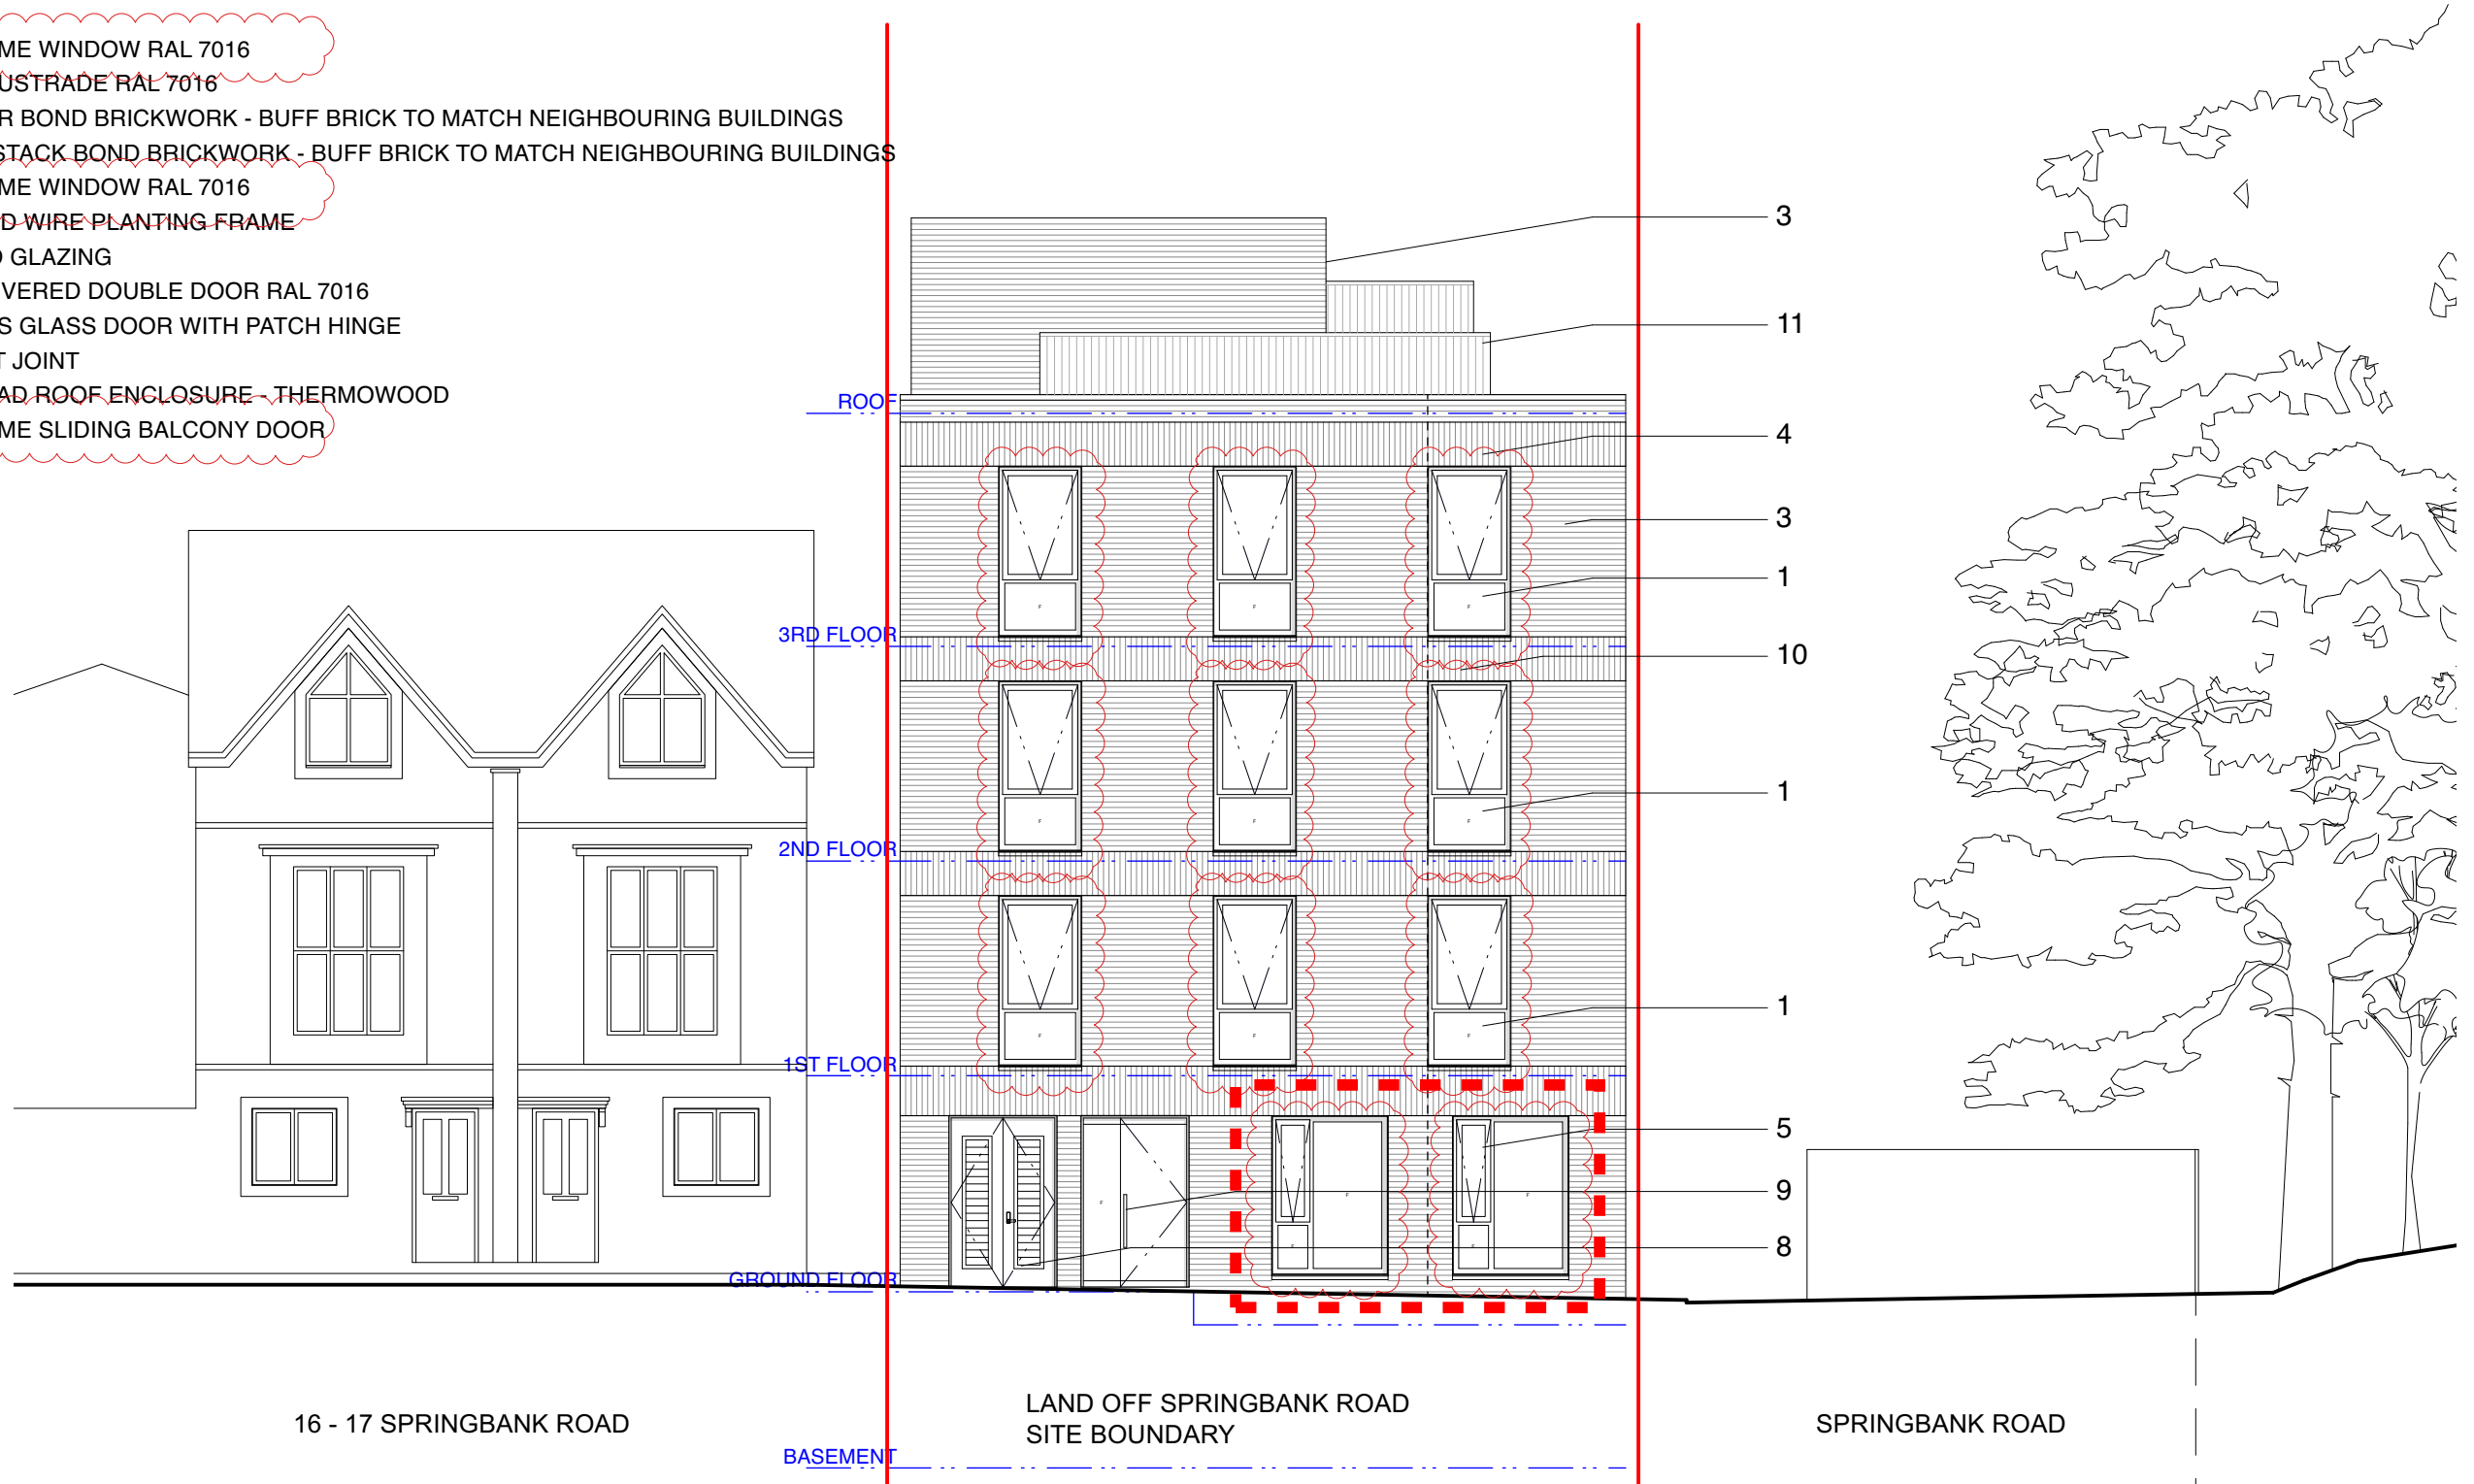 ME WINDOW RAL 7016
USTRADE RAL 7016
R BOND BRICKWORK - BUFF BRICK TO MATCH NEIGHBOURING BUILDINGS
STACK BOND BRICKWORK - BUFF BRICK TO MATCH NEIGHBOURING BUILDINGS
ME WINDOW RAL 7016
D WIRE PLANTING FRAME
GLAZING
VERED DOUBLE DOOR RAL 7016
S GLASS DOOR WITH PATCH HINGE
T JOINT
AD ROOF ENCLOSURE - THERMOWOOD
ME SLIDING BALCONY DOOR
3
11
ROOF
4
3
1
3RD FLOOR
10
1
2ND FLOOR
1
1ST FLOOR
5
9
8
GROUND FLOOR
F
F
F
F
F
F
F
F
F
F
F
F
F
F
16 - 17 SPRINGBANK ROAD
LAND OFF SPRINGBANK ROAD
SITE BOUNDARY
SPRINGBANK ROAD
BASEMENT